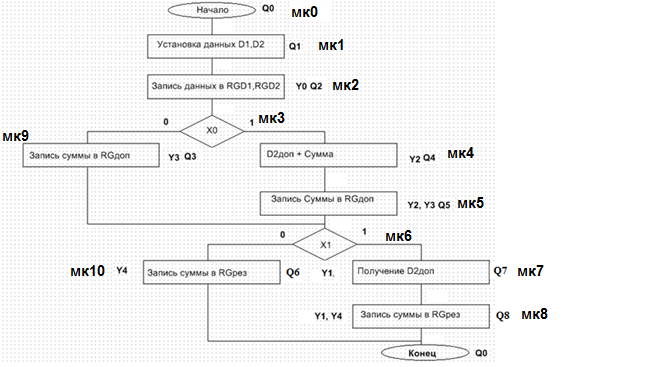 Начало Q0 мк0
Установка данных D1,D2 Q1 мк1
Запись данных в RGD1,RGD2 Y0 Q2 мк2
0 X0 1 мк3
мк9
Запись суммы в RGдоп Y3 Q3
D2доп + Сумма Y2 Q4 мк4
Запись Суммы в RGдоп Y2, Y3 Q5 мк5
0 X1 1 мк6
мк10 Y4 Запись суммы в RGрез Q6
Y1. Получение D2доп Q7 мк7
Y1, Y4 Запись суммы в RGрез Q8 мк8
Конец Q0